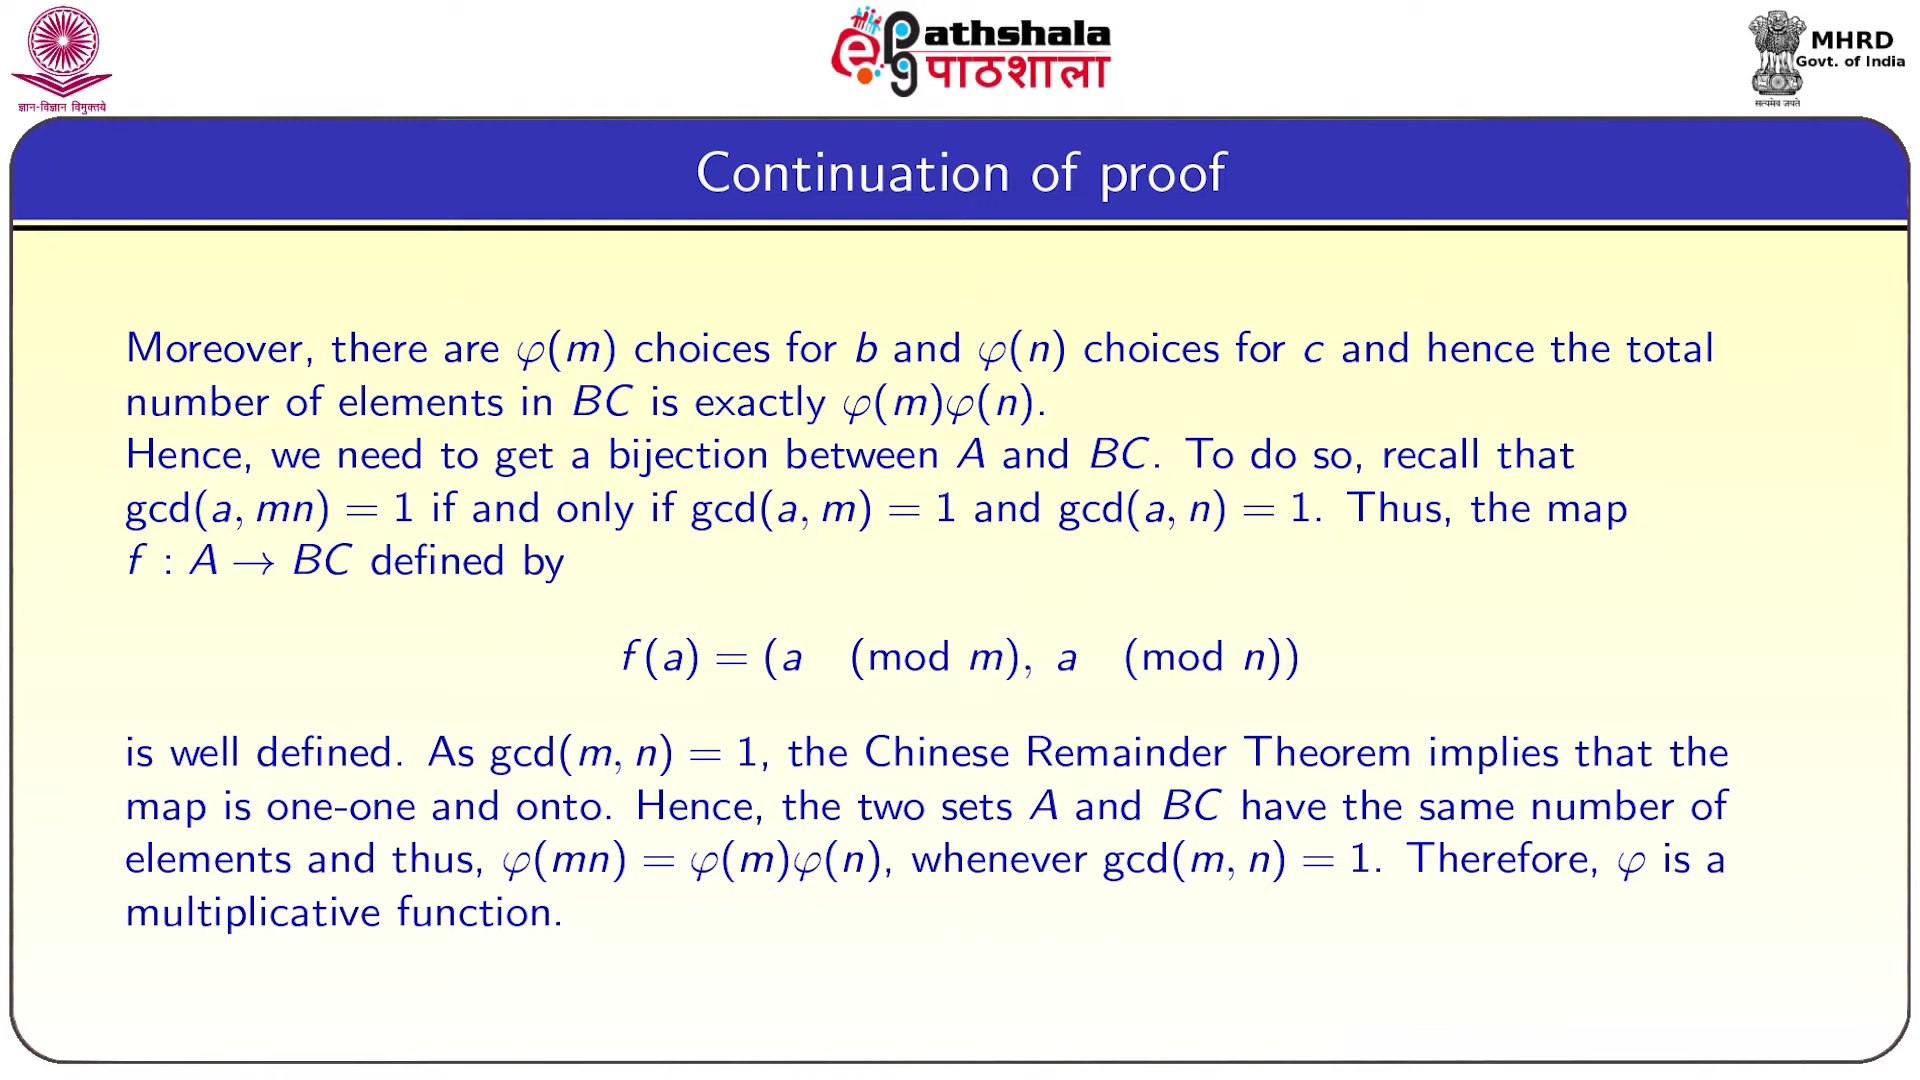 ज्ञान-विज्ञान विमुक्तये
ePathshala
पाठशाला
MHRD
Govt. of India
सत्यमेव जयते
Continuation of proof
Moreover, there are φ(m) choices for b and φ(n) choices for c and hence the total
number of elements in BC is exactly φ(m)φ(n).
Hence, we need to get a bijection between A and BC. To do so, recall that
gcd(a, mn) = 1 if and only if gcd(a, m) = 1 and gcd(a, n) = 1. Thus, the map
f : A → BC defined by
f(a) = (a (mod m), a (mod n))
is well defined. As gcd(m, n) = 1, the Chinese Remainder Theorem implies that the
map is one-one and onto. Hence, the two sets A and BC have the same number of
elements and thus, φ(mn) = φ(m)φ(n), whenever gcd(m, n) = 1. Therefore, φ is a
multiplicative function.